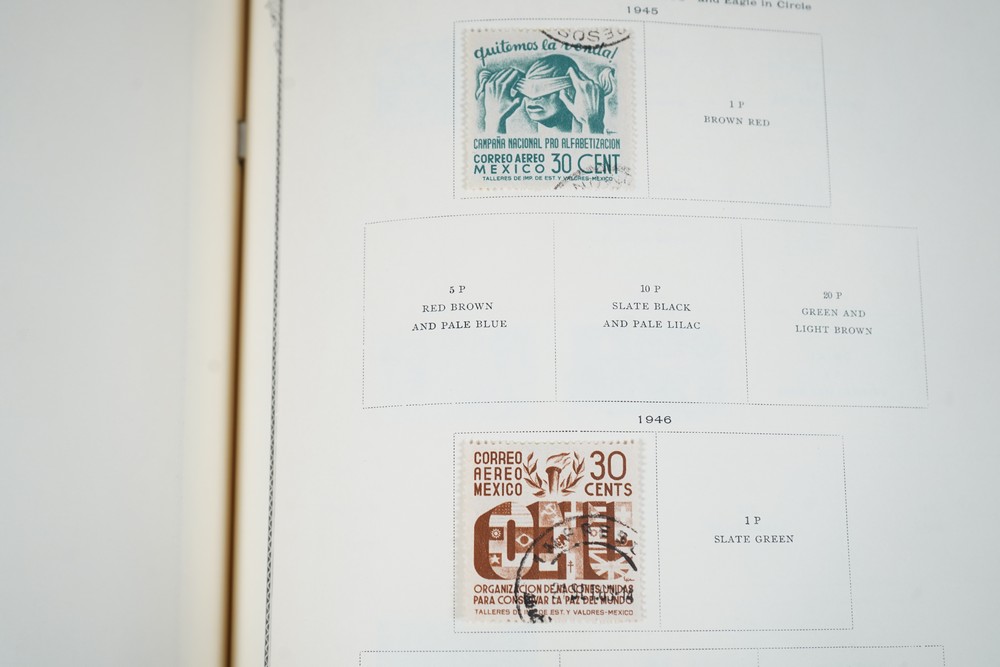 and Eagle in Circle
1945
PESOS
quitemos la venda!
CAMPAÑA NACIONAL PRO ALFABETIZACION
CORREO AEREO 30 CENT
MEXICO
TALLERES DE IMP. DE EST. Y VALORES-MEXICO
1 P
BROWN RED
5 P
RED BROWN
AND PALE BLUE
10 P
SLATE BLACK
AND PALE LILAC
20 P
GREEN AND
LIGHT BROWN
1946
CORREO
AEREO
MEXICO
30
CENTS
ORGANIZACION DE NACIONES UNIDAS
PARA CONSERVAR LA PAZ DEL MUNDO
TALLERES DE IMP. DE EST. Y VALORES-MEXICO
1 P
SLATE GREEN